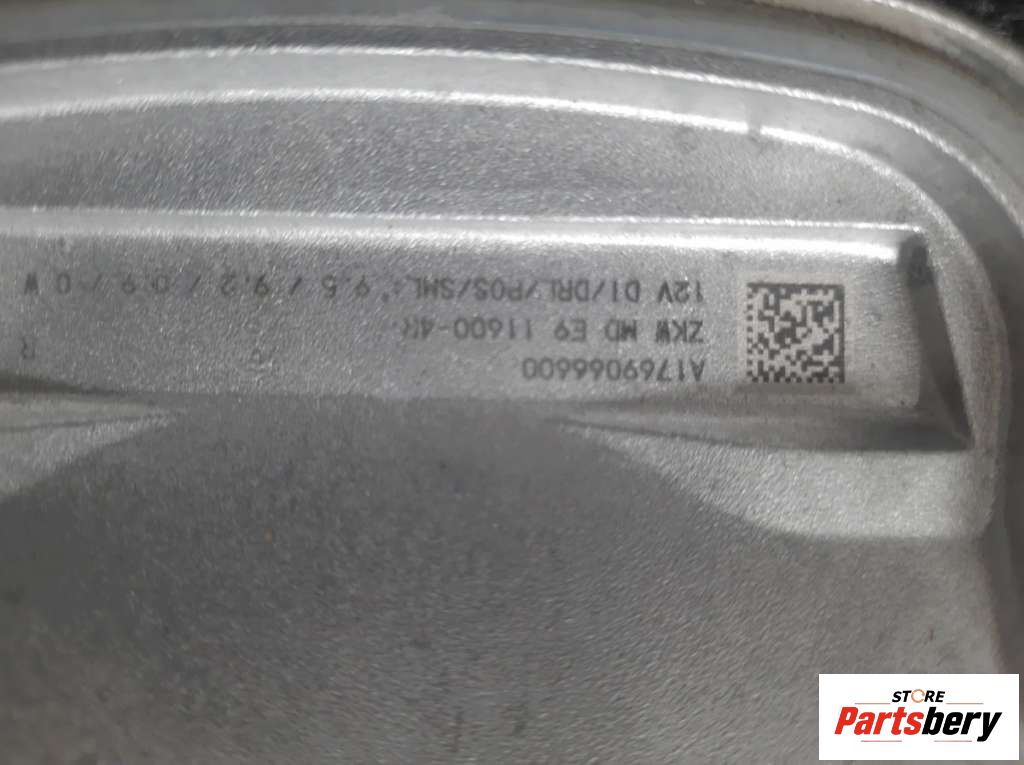 A1769066600
ZKW MD E9 11600-4K
12V DI/DRL/POS/SML: 9.5 / 9.2 / 0.9 / 0 W
R
STORE
Partsbery